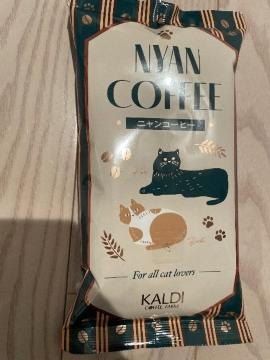 NYAN
COFFEE
ニャンコーヒー
For all cat lovers
KALDI
COFFEE FARM